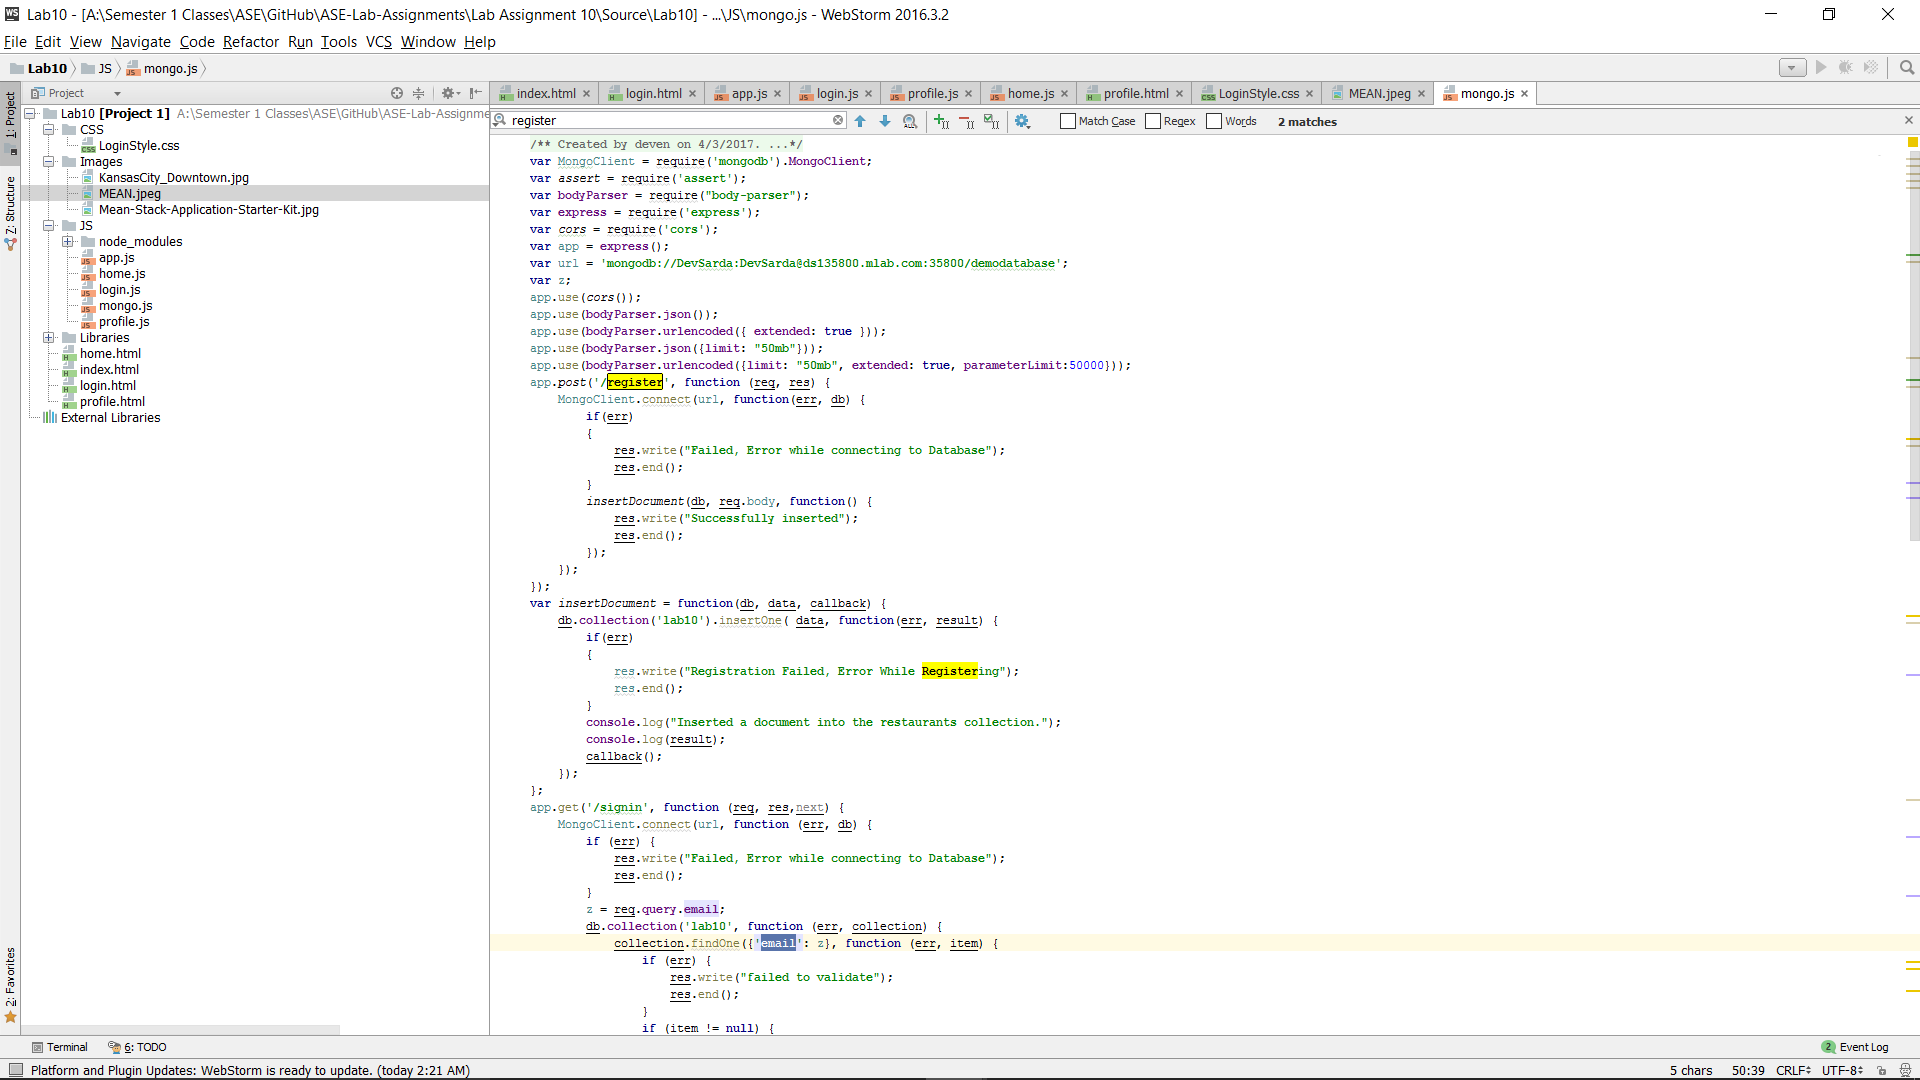 WS Lab10 - [A:\Semester 1 Classes\ASE\GitHub\ASE-Lab-Assignments\Lab Assignment 10\Source\Lab10] - ...\JS\mongo.js - WebStorm 2016.3.2
File Edit View Navigate Code Refactor Run Tools VCS Window Help
Lab10 JS mongo.js
Project
index.html login.html app.js login.js profile.js home.js profile.html LoginStyle.css MEAN.jpeg mongo.js
register Match Case Regex Words 2 matches
1: Project
Z: Structure
2: Favorites
Lab10 [Project 1] A:\Semester 1 Classes\ASE\GitHub\ASE-Lab-Assignme
CSS
LoginStyle.css
Images
KansasCity_Downtown.jpg
MEAN.jpeg
Mean-Stack-Application-Starter-Kit.jpg
JS
node_modules
app.js
home.js
login.js
mongo.js
profile.js
Libraries
home.html
index.html
login.html
profile.html
External Libraries
/** Created by deven on 4/3/2017. ...*/
var MongoClient = require('mongodb').MongoClient;
var assert = require('assert');
var bodyParser = require("body-parser");
var express = require('express');
var cors = require('cors');
var app = express();
var url = 'mongodb://DevSarda:DevSarda@ds135800.mlab.com:35800/demodatabase';
var z;
app.use(cors());
app.use(bodyParser.json());
app.use(bodyParser.urlencoded({ extended: true }));
app.use(bodyParser.json({limit: "50mb"}));
app.use(bodyParser.urlencoded({limit: "50mb", extended: true, parameterLimit:50000}));
app.post('/register', function (req, res) {
MongoClient.connect(url, function(err, db) {
if(err)
{
res.write("Failed, Error while connecting to Database");
res.end();
}
insertDocument(db, req.body, function() {
res.write("Successfully inserted");
res.end();
});
});
});
var insertDocument = function(db, data, callback) {
db.collection('lab10').insertOne( data, function(err, result) {
if(err)
{
res.write("Registration Failed, Error While Registering");
res.end();
}
console.log("Inserted a document into the restaurants collection.");
console.log(result);
callback();
});
};
app.get('/signin', function (req, res,next) {
MongoClient.connect(url, function (err, db) {
if (err) {
res.write("Failed, Error while connecting to Database");
res.end();
}
z = req.query.email;
db.collection('lab10', function (err, collection) {
collection.findOne({'email': z}, function (err, item) {
if (err) {
res.write("failed to validate");
res.end();
}
if (item != null) {
Terminal 6: TODO 2 Event Log
Platform and Plugin Updates: WebStorm is ready to update. (today 2:21 AM) 5 chars 50:39 CRLF UTF-8